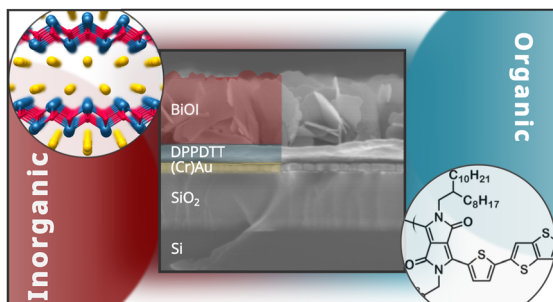 Inorganic
Organic
BiOI
DPPDTT
(Cr)Au
SiO₂
Si
C₁₀H₂₁
C₈H₁₇
N
O
O
N
S
S
S